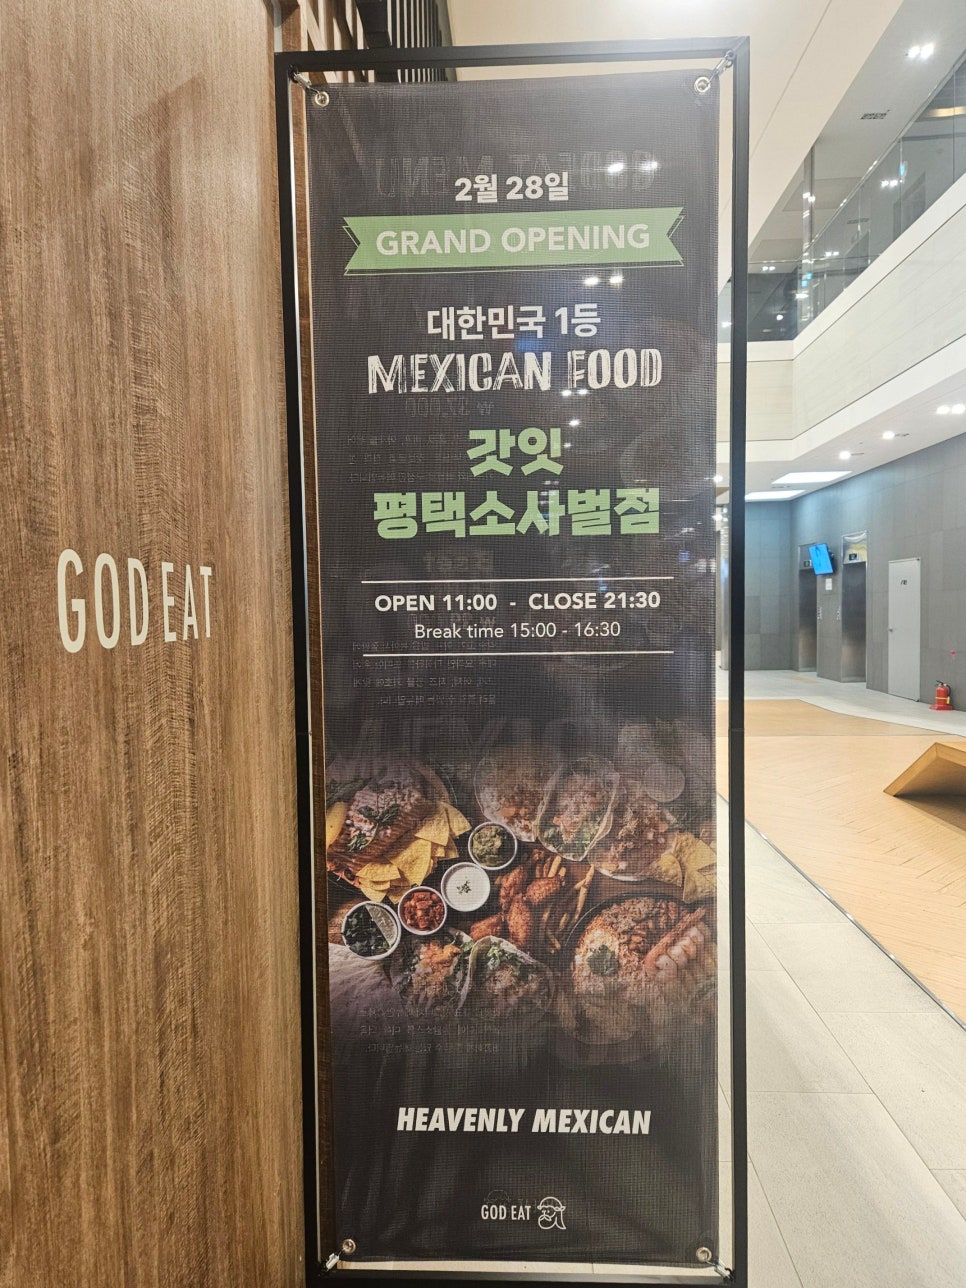 2월 28일
GRAND OPENING
대한민국 1등
MEXICAN FOOD
갓잇
평택소사벌점
OPEN 11:00 - CLOSE 21:30
Break time 15:00 - 16:30
HEAVENLY MEXICAN
GOD EAT
GOD EAT